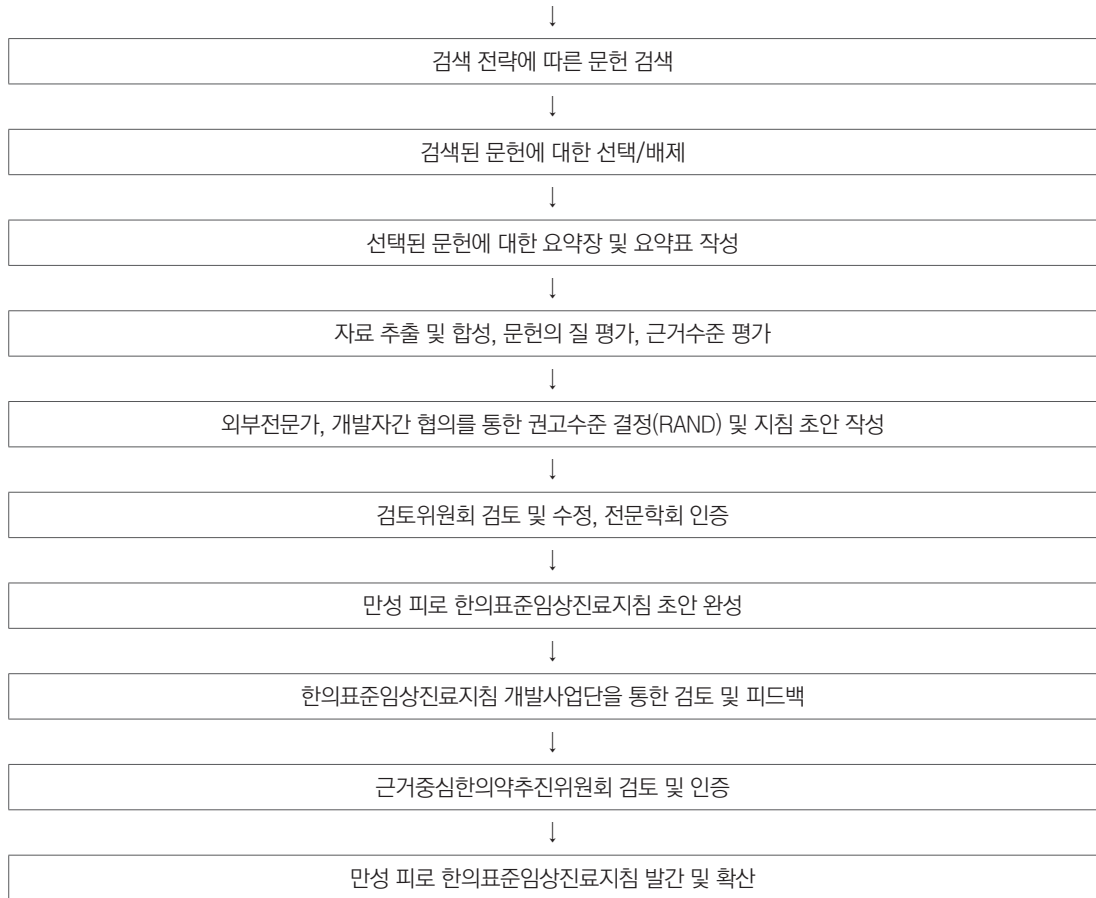 ↓
검색 전략에 따른 문헌 검색
↓
검색된 문헌에 대한 선택/배제
↓
선택된 문헌에 대한 요약장 및 요약표 작성
↓
자료 추출 및 합성, 문헌의 질 평가, 근거수준 평가
↓
외부전문가, 개발자간 협의를 통한 권고수준 결정(RAND) 및 지침 초안 작성
↓
검토위원회 검토 및 수정, 전문학회 인증
↓
만성 피로 한의표준임상진료지침 초안 완성
↓
한의표준임상진료지침 개발사업단을 통한 검토 및 피드백
↓
근거중심한의약추진위원회 검토 및 인증
↓
만성 피로 한의표준임상진료지침 발간 및 확산